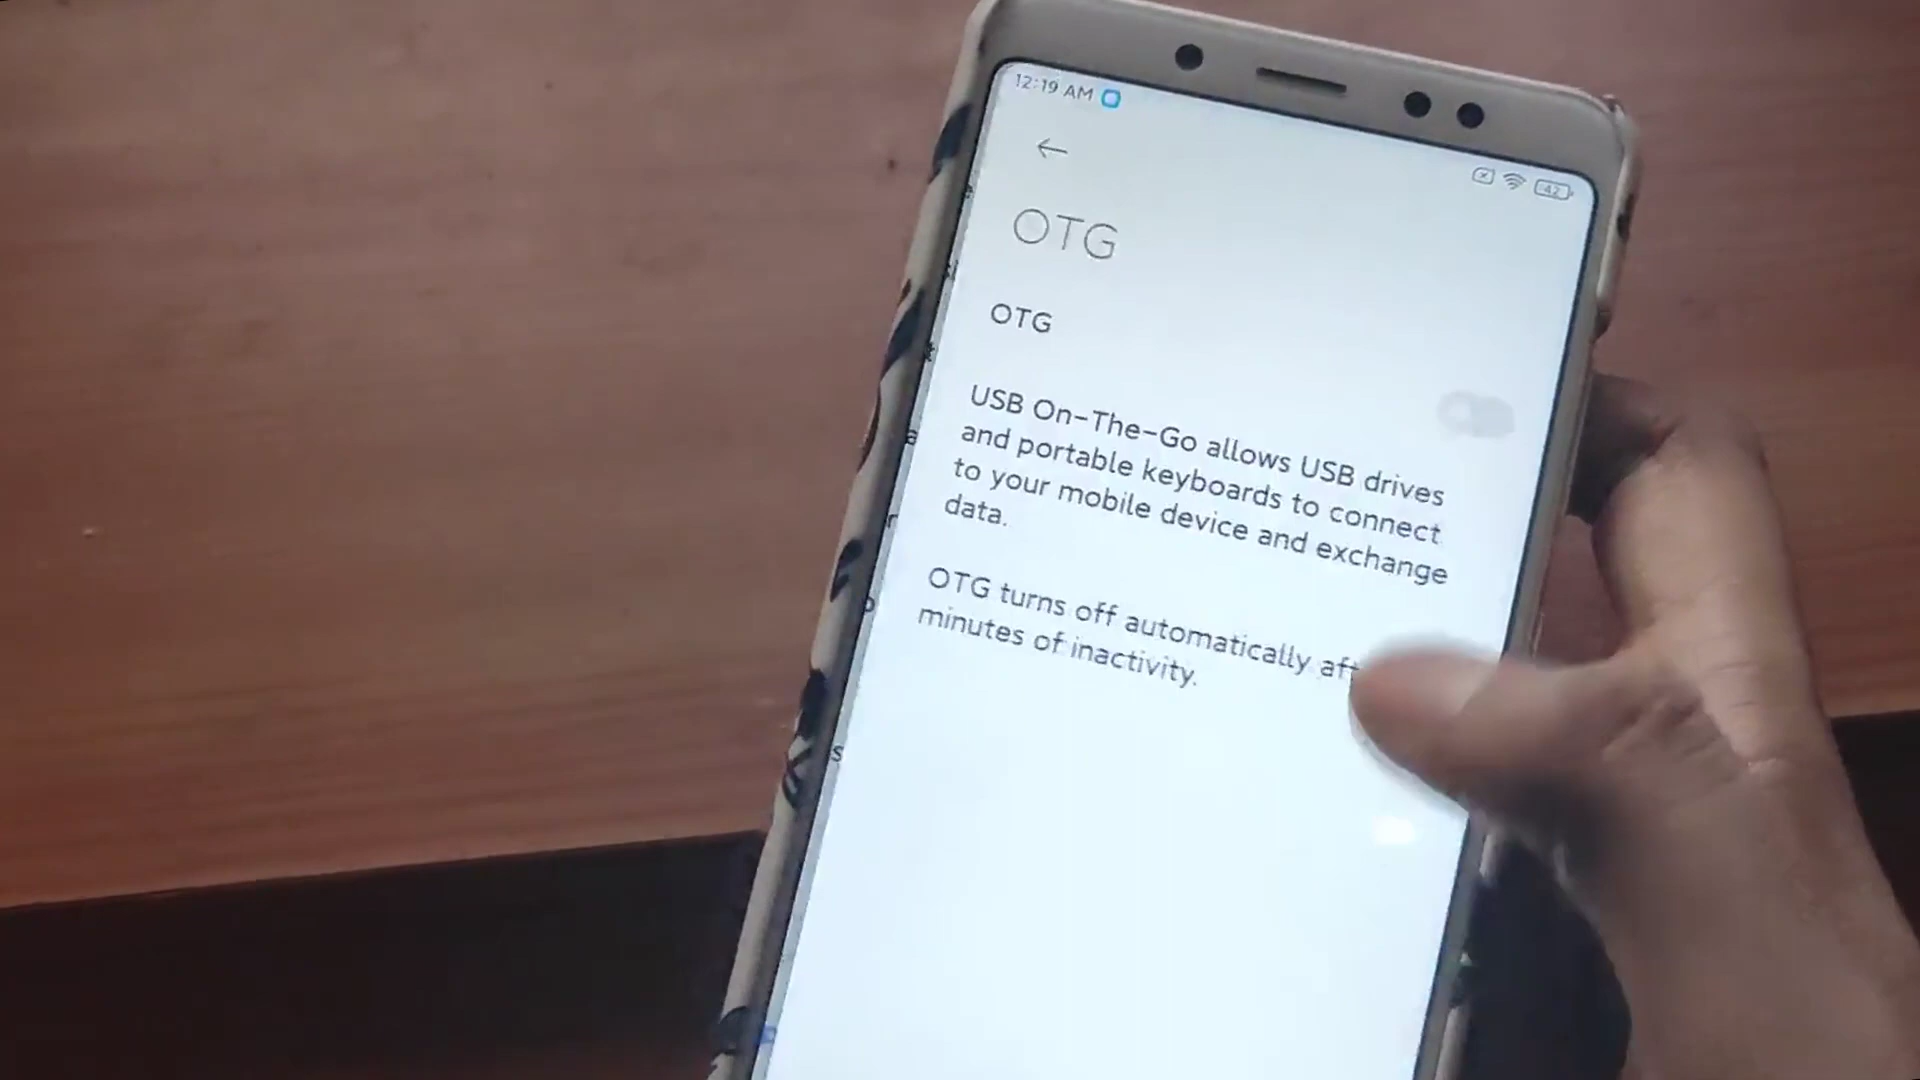 12:19 AM
42
OTG
OTG
USB On-The-Go allows USB drives
and portable keyboards to connect
to your mobile device and exchange
data.
OTG turns off automatically
minutes of inactivity.